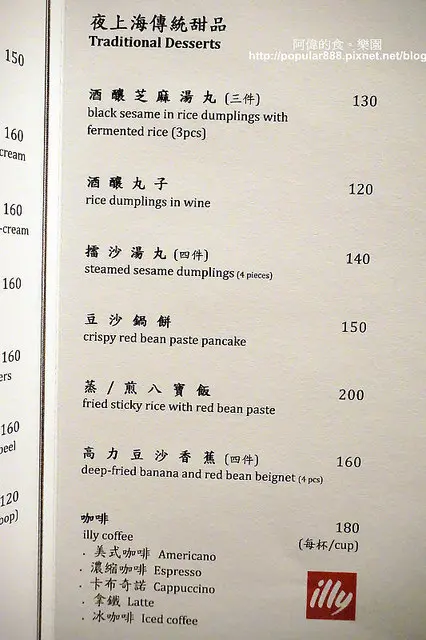 夜上海傳統甜品
Traditional Desserts
阿偉的食。樂園
http://popular888.pixnet.net/blog
150
160
cream
160
-cream
160
160
ers
160
peel
120
oop)
酒釀芝麻湯丸 (三件) 130
black sesame in rice dumplings with
fermented rice (3pcs)
酒釀丸子 120
rice dumplings in wine
擂沙湯丸 (四件) 140
steamed sesame dumplings (4 pieces)
豆沙鍋餅 150
crispy red bean paste pancake
蒸/煎八寶飯 200
fried sticky rice with red bean paste
高力豆沙香蕉 (四件) 160
deep-fried banana and red bean beignet (4 pcs)
咖啡 180
illy coffee (每杯/cup)
. 美式咖啡 Americano
. 濃縮咖啡 Espresso
. 卡布奇諾 Cappuccino
. 拿鐵 Latte
. 冰咖啡 Iced coffee
illy